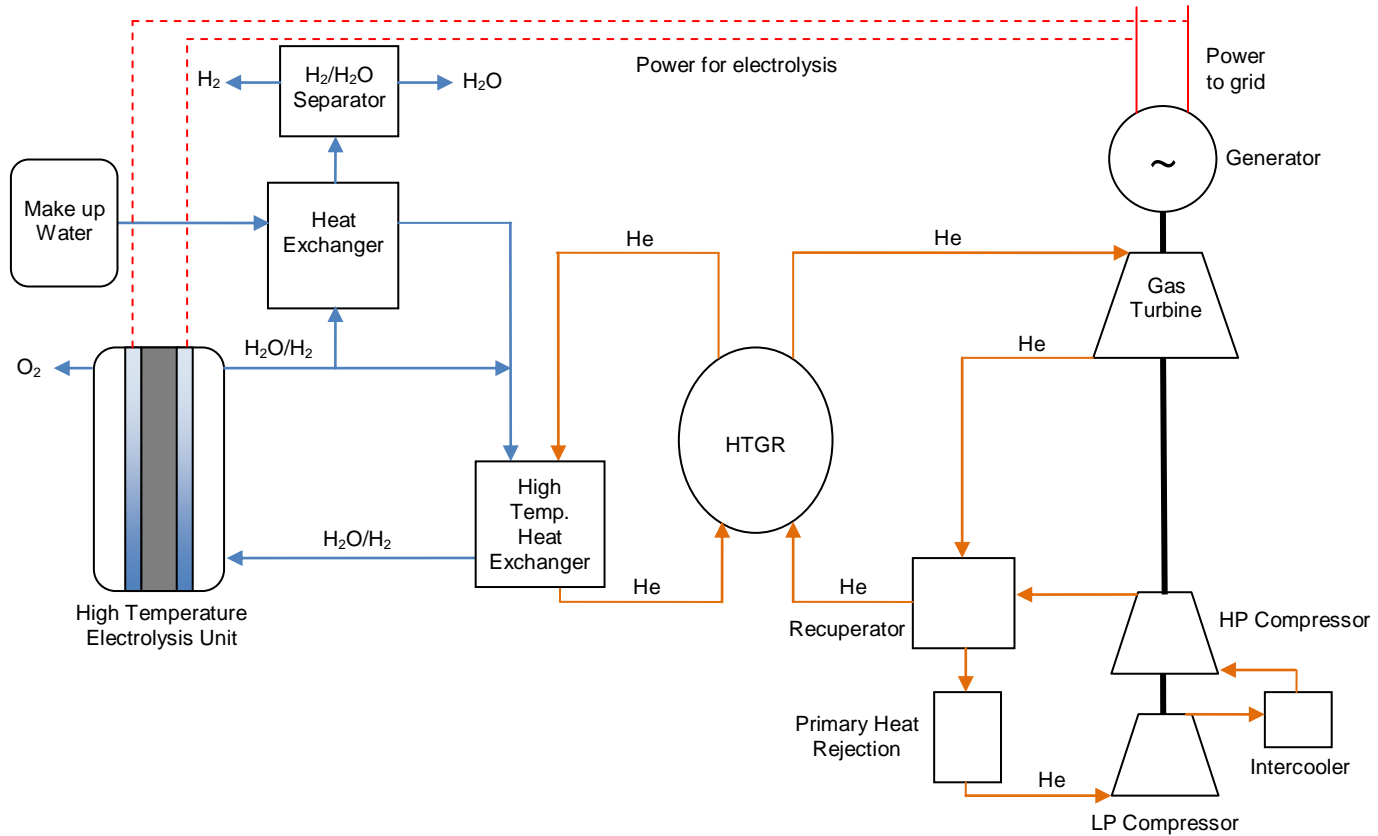 Power for electrolysis
Power
to grid
H₂
H₂/H₂O
Separator
H₂O
~
Generator
Make up
Water
Heat
Exchanger
He
He
Gas
Turbine
O₂
H₂O/H₂
He
HTGR
High
Temp.
Heat
Exchanger
H₂O/H₂
He
He
High Temperature
Electrolysis Unit
Recuperator
HP Compressor
Primary Heat
Rejection
He
Intercooler
LP Compressor